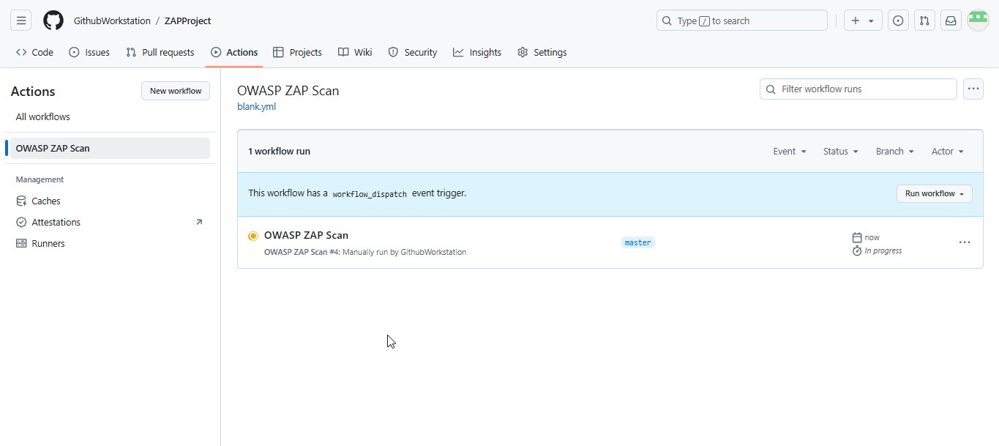 GithubWorkstation / ZAPProject
Type / to search
Code Issues Pull requests Actions Projects Wiki Security Insights Settings
Actions
New workflow
All workflows
OWASP ZAP Scan
Management
Caches
Attestations
Runners
OWASP ZAP Scan
blank.yml
Filter workflow runs
1 workflow run
Event Status Branch Actor
This workflow has a workflow_dispatch event trigger.
Run workflow
OWASP ZAP Scan
OWASP ZAP Scan #4: Manually run by GithubWorkstation
master
now
In progress